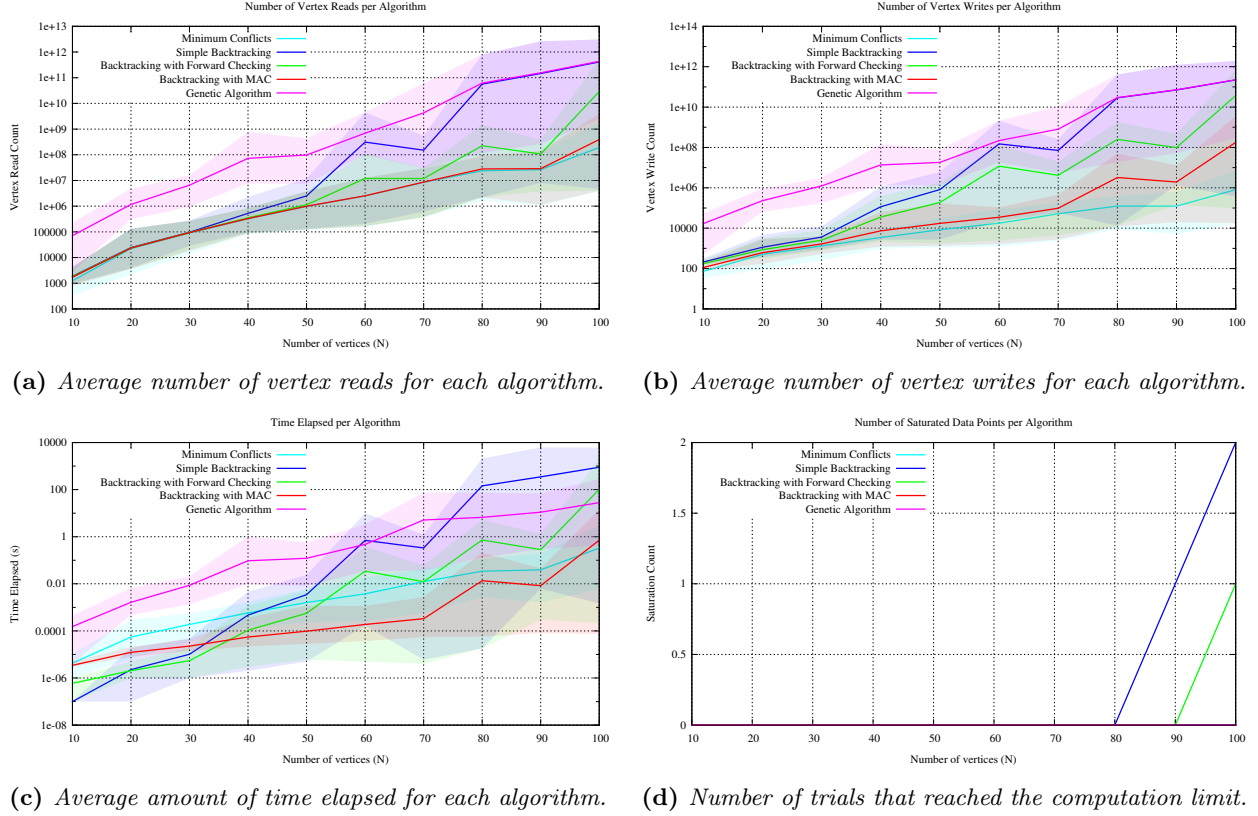 Number of Vertex Reads per Algorithm
1e+13
1e+12
1e+11
1e+10
1e+09
1e+08
1e+07
1e+06
100000
10000
1000
100
Vertex Read Count
Minimum Conflicts
Simple Backtracking
Backtracking with Forward Checking
Backtracking with MAC
Genetic Algorithm
10 20 30 40 50 60 70 80 90 100
Number of vertices (N)
(a) Average number of vertex reads for each algorithm.
Number of Vertex Writes per Algorithm
1e+14
1e+12
1e+10
1e+08
1e+06
10000
100
1
Vertex Write Count
Minimum Conflicts
Simple Backtracking
Backtracking with Forward Checking
Backtracking with MAC
Genetic Algorithm
10 20 30 40 50 60 70 80 90 100
Number of vertices (N)
(b) Average number of vertex writes for each algorithm.
Time Elapsed per Algorithm
10000
100
1
0.01
0.0001
1e-06
1e-08
Time Elapsed (s)
Minimum Conflicts
Simple Backtracking
Backtracking with Forward Checking
Backtracking with MAC
Genetic Algorithm
10 20 30 40 50 60 70 80 90 100
Number of vertices (N)
(c) Average amount of time elapsed for each algorithm.
Number of Saturated Data Points per Algorithm
2
1.5
1
0.5
0
Saturation Count
Minimum Conflicts
Simple Backtracking
Backtracking with Forward Checking
Backtracking with MAC
Genetic Algorithm
10 20 30 40 50 60 70 80 90 100
Number of vertices (N)
(d) Number of trials that reached the computation limit.